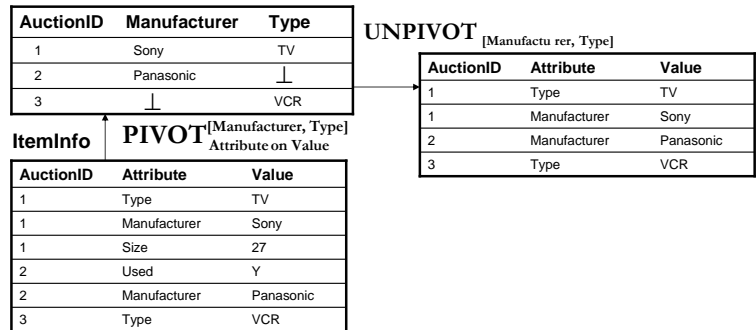 AuctionID Manufacturer Type
1 Sony TV
2 Panasonic ⊥
3 ⊥ VCR
UNPIVOT [Manufactu rer, Type]
AuctionID Attribute Value
1 Type TV
1 Manufacturer Sony
2 Manufacturer Panasonic
3 Type VCR
ItemInfo
PIVOT [Manufacturer, Type]
Attribute on Value
AuctionID Attribute Value
1 Type TV
1 Manufacturer Sony
1 Size 27
2 Used Y
2 Manufacturer Panasonic
3 Type VCR